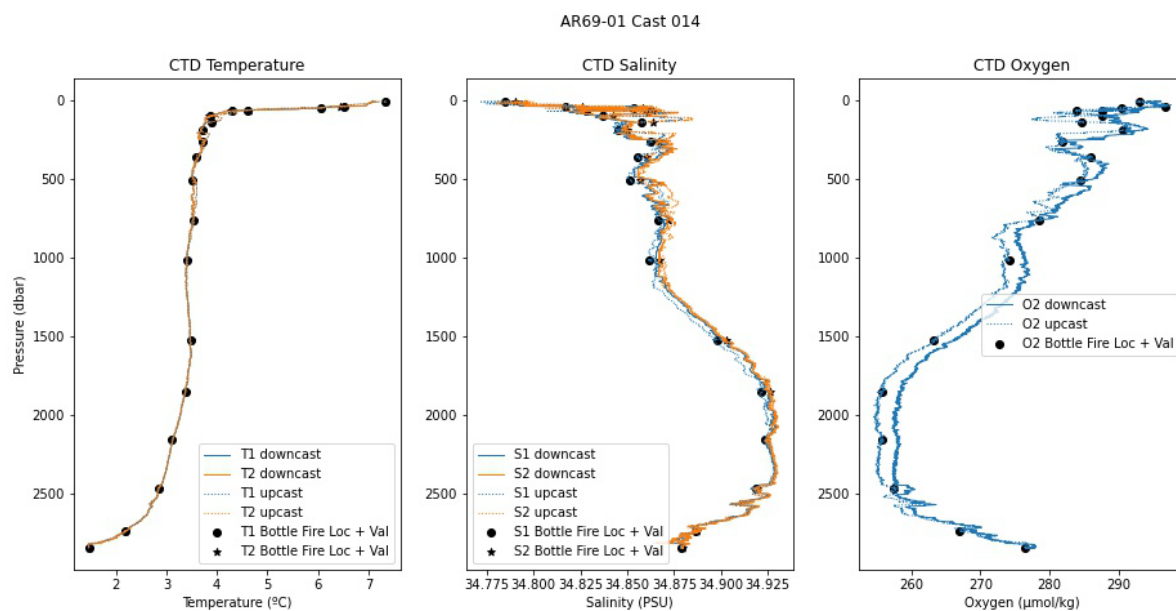 AR69-01 Cast 014
CTD Temperature
0
500
1000
1500
2000
2500
Pressure (dbar)
2 3 4 5 6 7
Temperature (ºC)
T1 downcast
T2 downcast
T1 upcast
T2 upcast
T1 Bottle Fire Loc + Val
T2 Bottle Fire Loc + Val
CTD Salinity
0
500
1000
1500
2000
2500
34.775 34.800 34.825 34.850 34.875 34.900 34.925
Salinity (PSU)
S1 downcast
S2 downcast
S1 upcast
S2 upcast
S1 Bottle Fire Loc + Val
S2 Bottle Fire Loc + Val
CTD Oxygen
0
500
1000
1500
2000
2500
260 270 280 290
Oxygen (μmol/kg)
O2 downcast
O2 upcast
O2 Bottle Fire Loc + Val